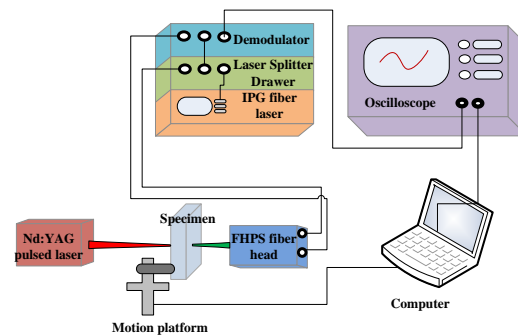 Demodulator
Laser Splitter
Drawer
IPG fiber
laser
Oscilloscope
Specimen
Nd:YAG
pulsed laser
FHPS fiber
head
Motion platform
Computer